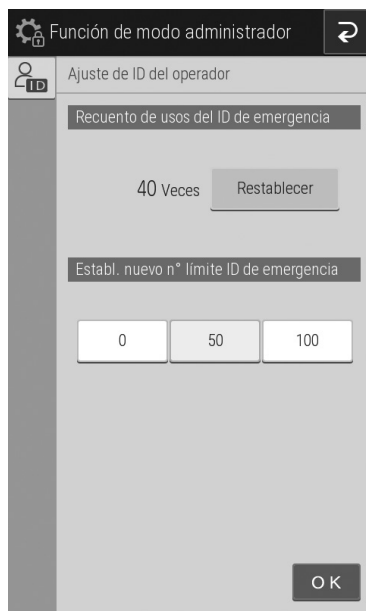 Función de modo administrador
ID
Ajuste de ID del operador
Recuento de usos del ID de emergencia
40 Veces Restablecer
Establ. nuevo n° límite ID de emergencia
0 50 100
OK